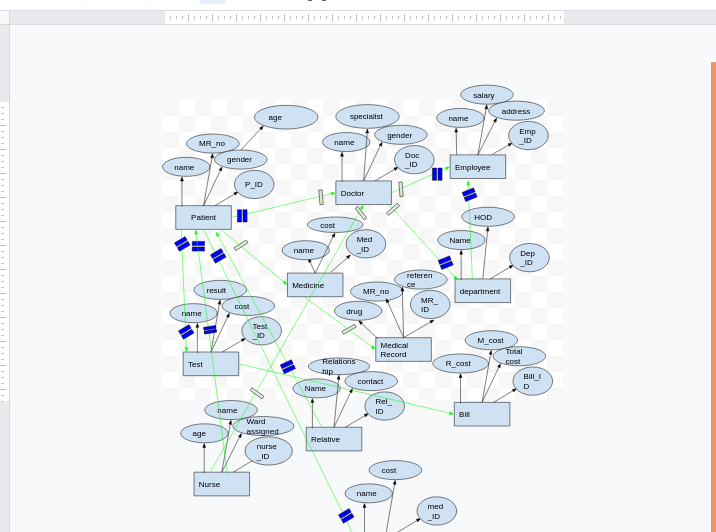 salary
age
specialist
address
name
Emp
_ID
gender
name
MR_no
gender
name
Doc
_ID
Employee
P_ID
Doctor
Patient
HOD
cost
Med
_ID
Name
name
Dep
_ID
Medicine
referen
ce
MR_no
result
department
MR_
ID
cost
name
drug
Test
_ID
M_cost
Medical
Record
Total
cost
Test
Relations
hip
R_cost
Bill_I
D
contact
Name
Rel_
ID
name
Bill
Ward
assigned
age
Relative
nurse
_ID
cost
Nurse
name
med
_ID